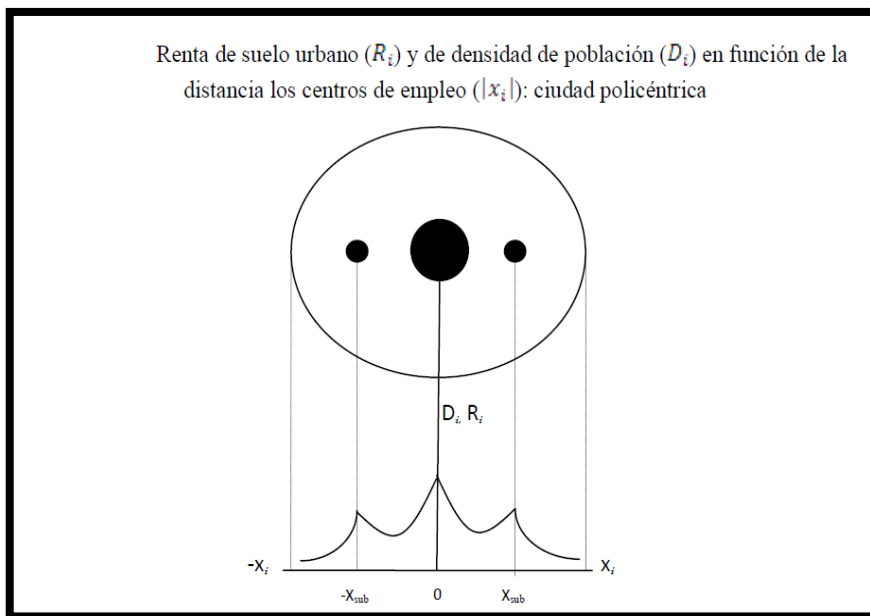 Renta de suelo urbano (Rᵢ) y de densidad de población (Dᵢ) en función de la
distancia los centros de empleo (|xᵢ|): ciudad policéntrica
Dᵢ, Rᵢ
-Xᵢ
Xᵢ
-Xsub
0
Xsub